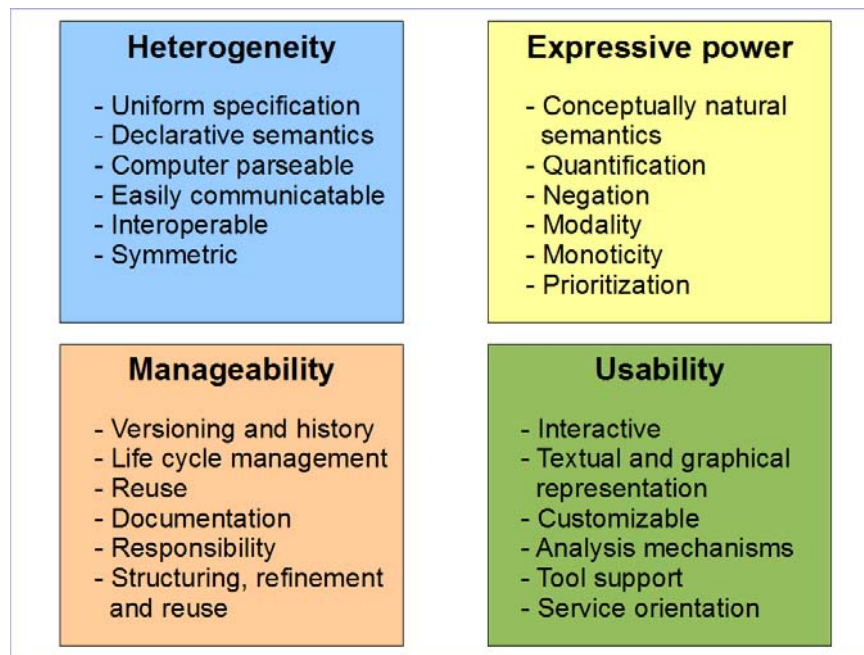 Heterogeneity
- Uniform specification
- Declarative semantics
- Computer parseable
- Easily communicatable
- Interoperable
- Symmetric
Expressive power
- Conceptually natural
semantics
- Quantification
- Negation
- Modality
- Monoticity
- Prioritization
Manageability
- Versioning and history
- Life cycle management
- Reuse
- Documentation
- Responsibility
- Structuring, refinement
and reuse
Usability
- Interactive
- Textual and graphical
representation
- Customizable
- Analysis mechanisms
- Tool support
- Service orientation